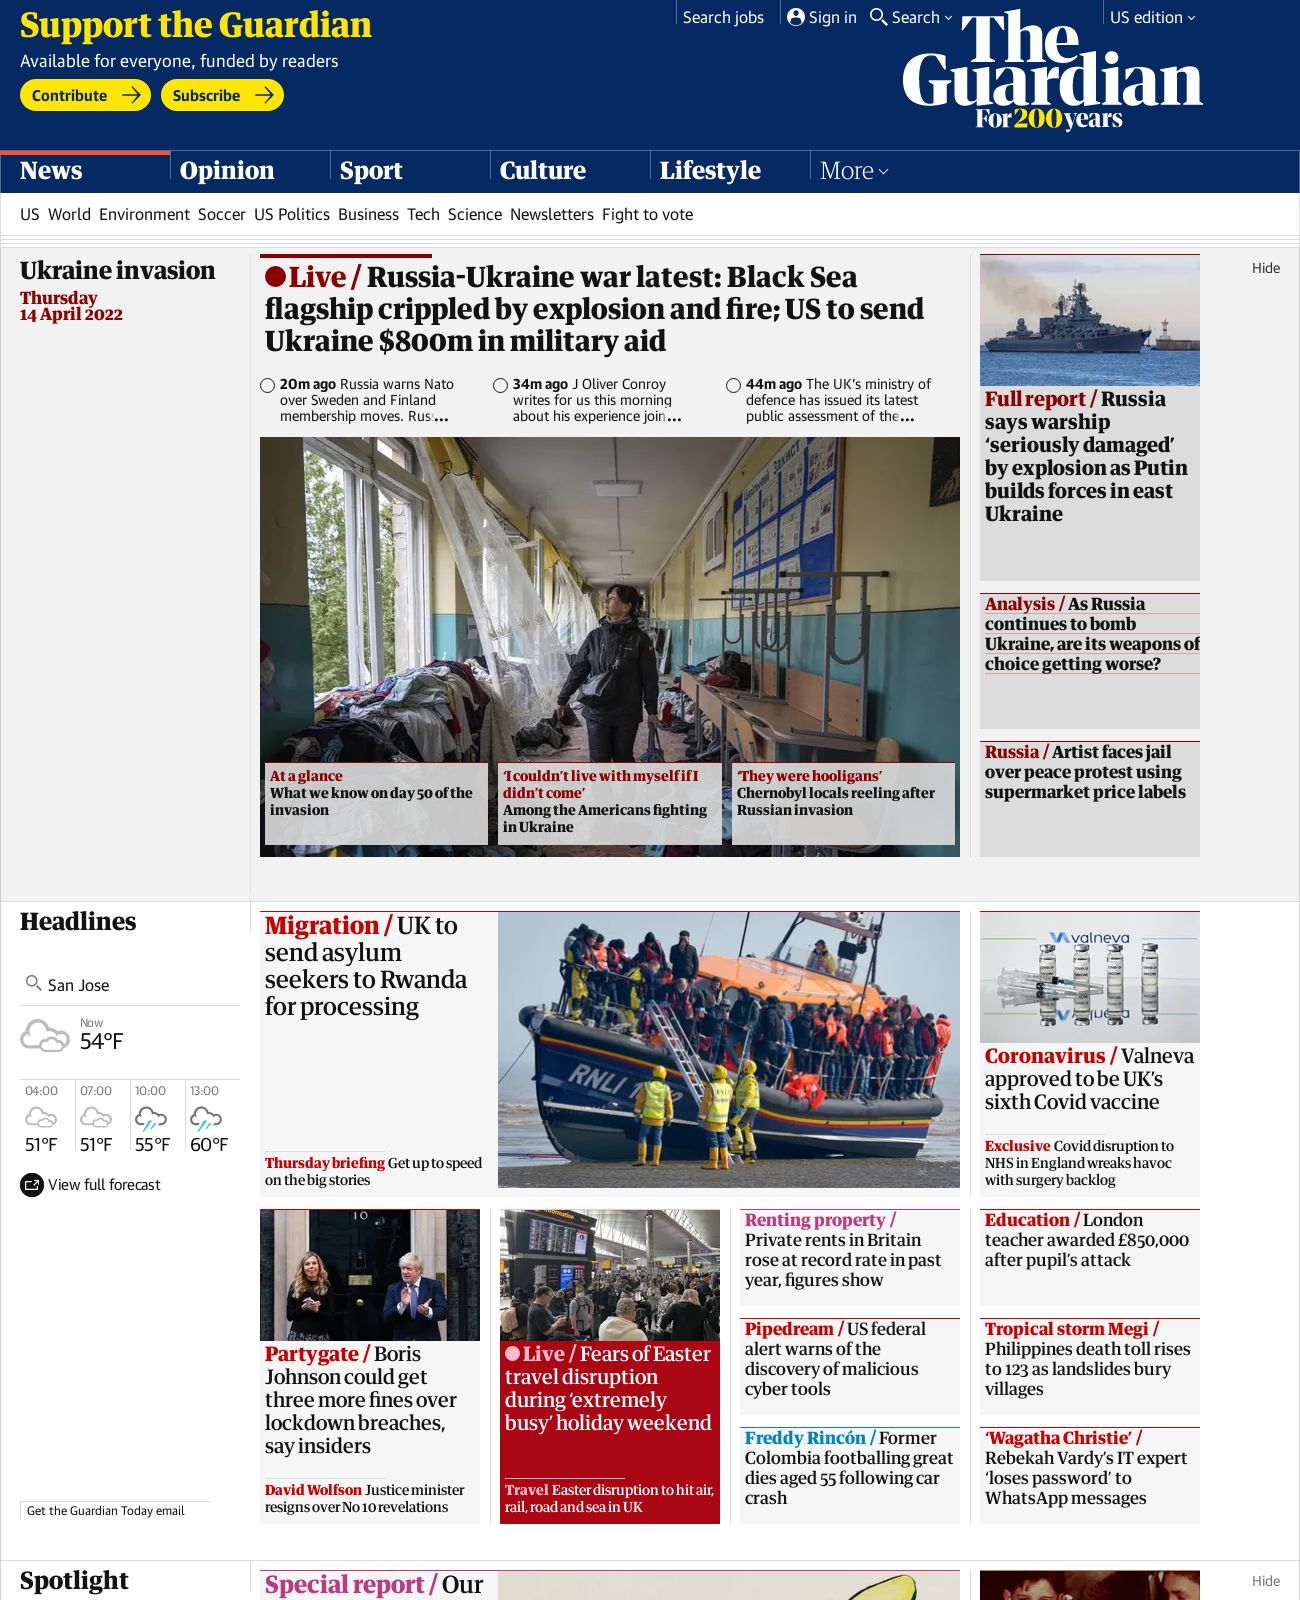 Support the Guardian
Available for everyone, funded by readers
Contribute
Subscribe
Search jobs
Sign in
Search
US edition
The
Guardian
For 200 years
News
Opinion
Sport
Culture
Lifestyle
More
US World Environment Soccer US Politics Business Tech Science Newsletters Fight to vote
Ukraine invasion
Thursday
14 April 2022
Live / Russia-Ukraine war latest: Black Sea
flagship crippled by explosion and fire; US to send
Ukraine $800m in military aid
20m ago Russia warns Nato
over Sweden and Finland
membership moves. Rus...
34m ago J Oliver Conroy
writes for us this morning
about his experience join...
44m ago The UK's ministry of
defence has issued its latest
public assessment of the...
Захист
At a glance
What we know on day 50 of the
invasion
‘I couldn’t live with myself if I
didn’t come’
Among the Americans fighting
in Ukraine
‘They were hooligans’
Chernobyl locals reeling after
Russian invasion
Hide
Full report / Russia
says warship
‘seriously damaged’
by explosion as Putin
builds forces in east
Ukraine
Analysis / As Russia
continues to bomb
Ukraine, are its weapons of
choice getting worse?
Russia / Artist faces jail
over peace protest using
supermarket price labels
Headlines
San Jose
Now
54°F
04:00 07:00 10:00 13:00
51°F 51°F 55°F 60°F
View full forecast
Get the Guardian Today email
Migration / UK to
send asylum
seekers to Rwanda
for processing
Thursday briefing Get up to speed
on the big stories
RNLI
valneva
Coronavirus / Valneva
approved to be UK’s
sixth Covid vaccine
Exclusive Covid disruption to
NHS in England wreaks havoc
with surgery backlog
10
Partygate / Boris
Johnson could get
three more fines over
lockdown breaches,
say insiders
David Wolfson Justice minister
resigns over No 10 revelations
Information
Live / Fears of Easter
travel disruption
during ‘extremely
busy’ holiday weekend
Travel Easter disruption to hit air,
rail, road and sea in UK
Renting property /
Private rents in Britain
rose at record rate in past
year, figures show
Pipedream / US federal
alert warns of the
discovery of malicious
cyber tools
Freddy Rincón / Former
Colombia footballing great
dies aged 55 following car
crash
Education / London
teacher awarded £850,000
after pupil’s attack
Tropical storm Megi /
Philippines death toll rises
to 123 as landslides bury
villages
‘Wagatha Christie’ /
Rebekah Vardy’s IT expert
‘loses password’ to
WhatsApp messages
Spotlight
Special report / Our
Hide